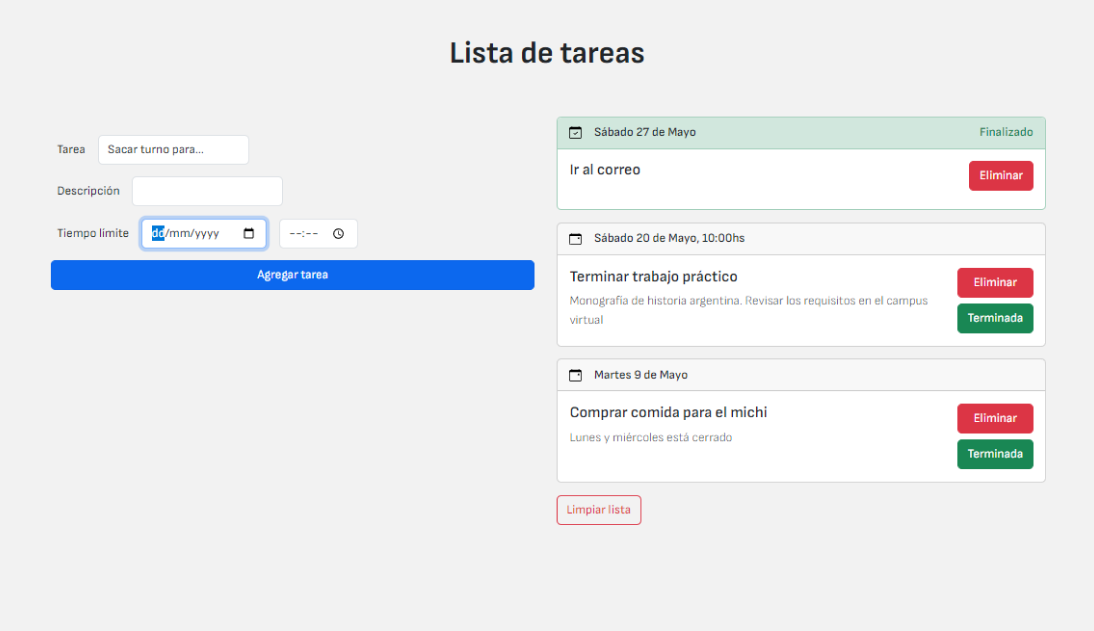 Lista de tareas
Tarea
Sacar turno para...
Descripción
Tiempo limite
dd/mm/yyyy
--:--
Agregar tarea
Sábado 27 de Mayo
Finalizado
Ir al correo
Eliminar
Sábado 20 de Mayo, 10:00hs
Terminar trabajo práctico
Monografía de historia argentina. Revisar los requisitos en el campus
virtual
Eliminar
Terminada
Martes 9 de Mayo
Comprar comida para el michi
Lunes y miércoles está cerrado
Eliminar
Terminada
Limpiar lista